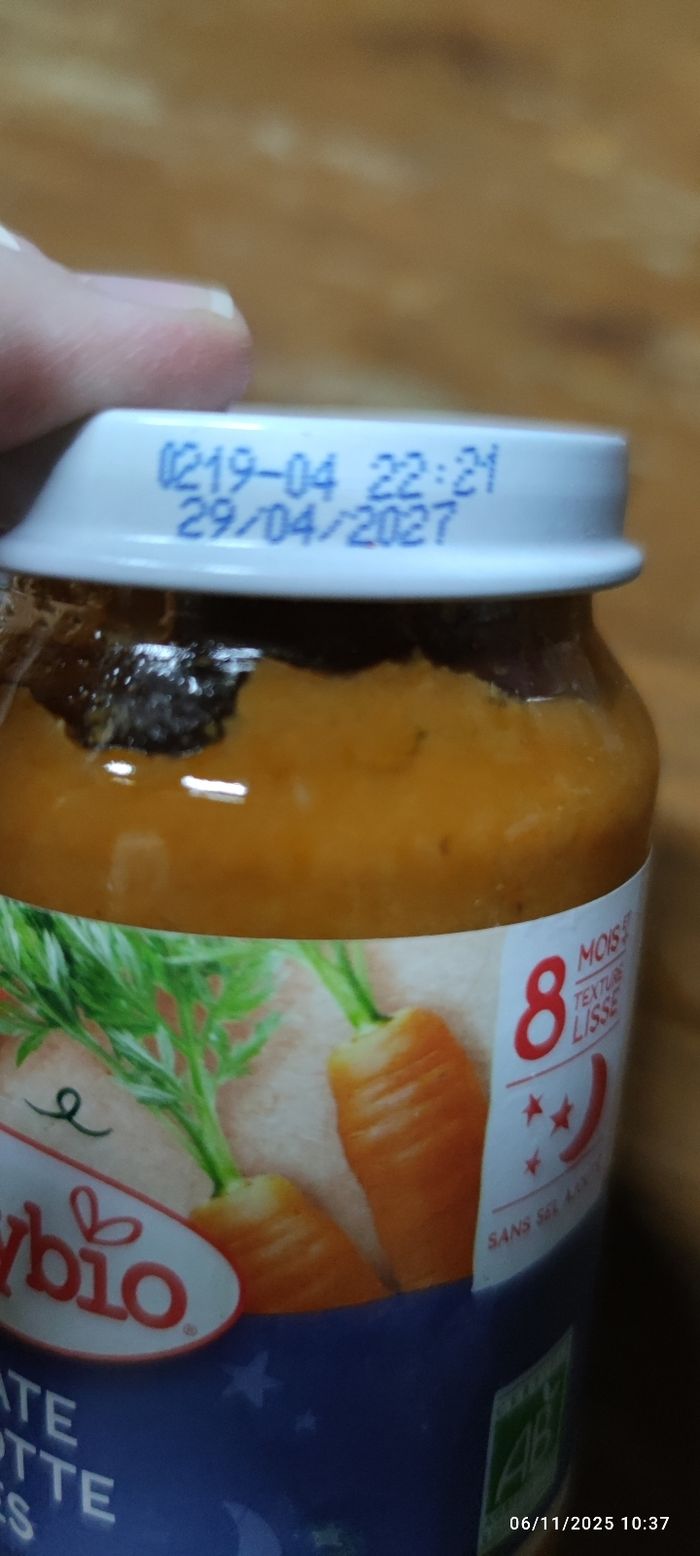 0219-04 22:21
29/04/2027
8
MOIS
TEXTURE
LISSE
SANS SEL
ybio
®
ATE
OTTE
ES
AB
06/11/2025 10:37